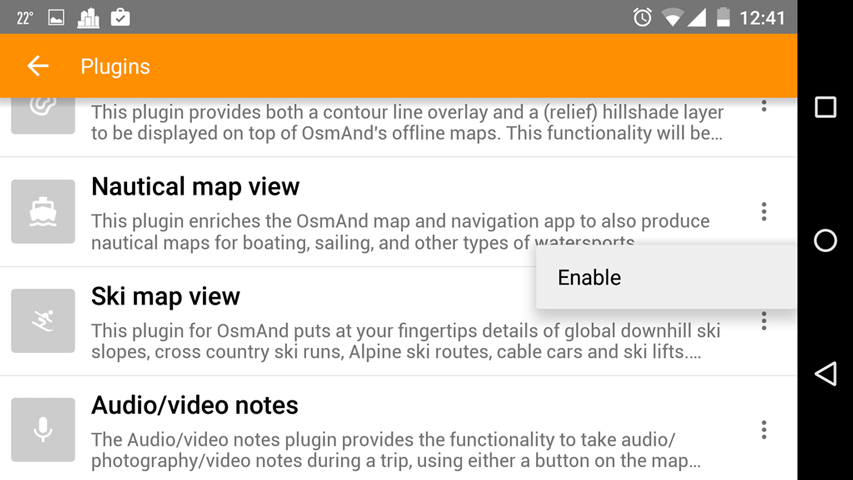 22°
12:41
Plugins
This plugin provides both a contour line overlay and a (relief) hillshade layer
to be displayed on top of OsmAnd's offline maps. This functionality will be...
Nautical map view
This plugin enriches the OsmAnd map and navigation app to also produce
nautical maps for boating, sailing, and other types of watersports.
Enable
Ski map view
This plugin for OsmAnd puts at your fingertips details of global downhill ski
slopes, cross country ski runs, Alpine ski routes, cable cars and ski lifts....
Audio/video notes
The Audio/video notes plugin provides the functionality to take audio/
photography/video notes during a trip, using either a button on the map...